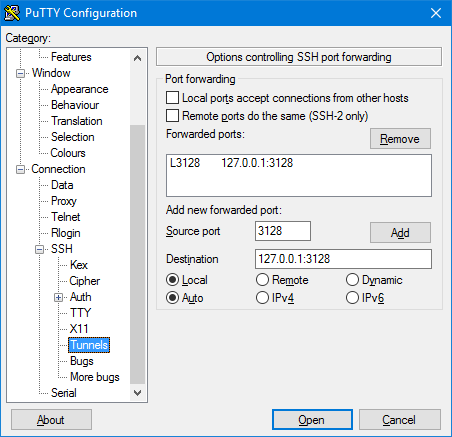 PuTTY Configuration
Category:
Features
Window
Appearance
Behaviour
Translation
Selection
Colours
Connection
Data
Proxy
Telnet
Rlogin
SSH
Kex
Cipher
Auth
TTY
X11
Tunnels
Bugs
More bugs
Serial
Options controlling SSH port forwarding
Port forwarding
Local ports accept connections from other hosts
Remote ports do the same (SSH-2 only)
Forwarded ports:
Remove
L3128 127.0.0.1:3128
Add new forwarded port:
Source port 3128 Add
Destination 127.0.0.1:3128
Local Remote Dynamic
Auto IPv4 IPv6
About Open Cancel